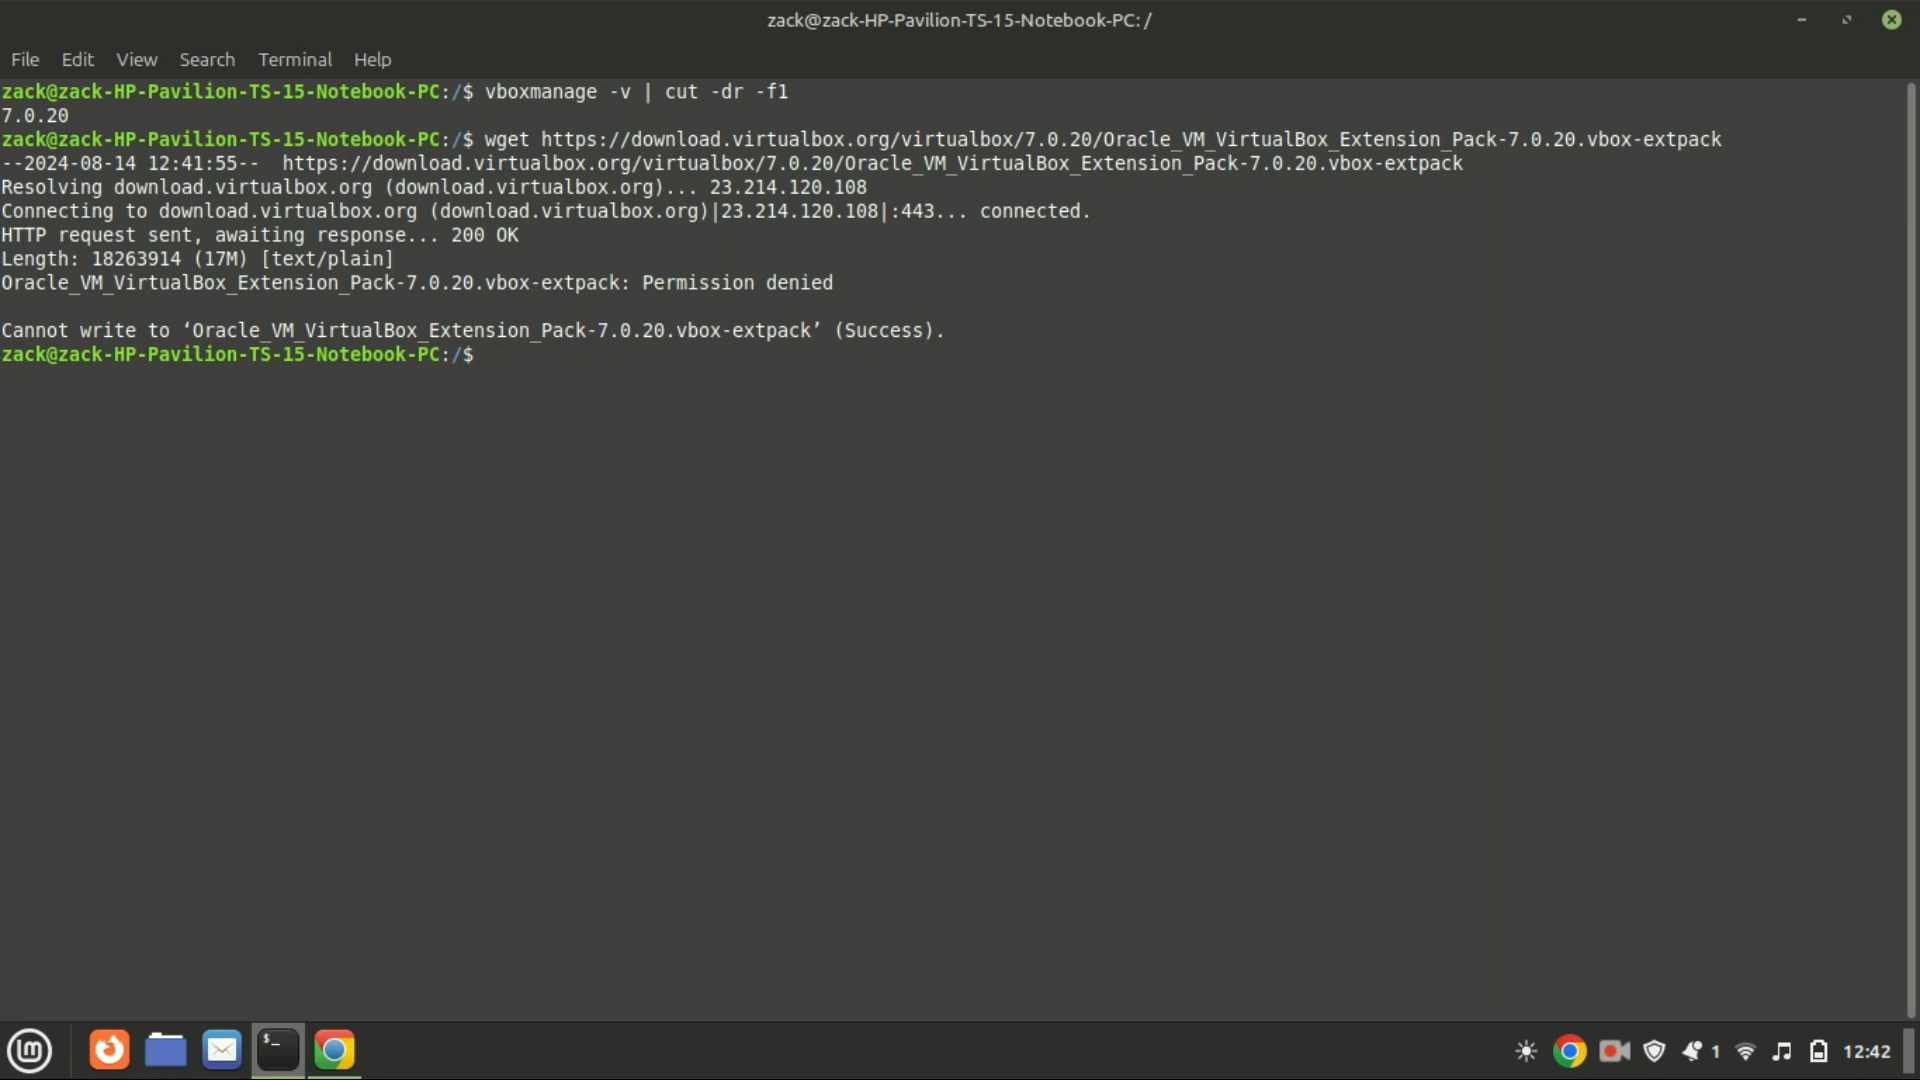 zack@zack-HP-Pavilion-TS-15-Notebook-PC: /
File Edit View Search Terminal Help
zack@zack-HP-Pavilion-TS-15-Notebook-PC:/$ vboxmanage -v | cut -dr -f1
7.0.20
zack@zack-HP-Pavilion-TS-15-Notebook-PC:/$ wget https://download.virtualbox.org/virtualbox/7.0.20/Oracle_VM_VirtualBox_Extension_Pack-7.0.20.vbox-extpack
--2024-08-14 12:41:55--  https://download.virtualbox.org/virtualbox/7.0.20/Oracle_VM_VirtualBox_Extension_Pack-7.0.20.vbox-extpack
Resolving download.virtualbox.org (download.virtualbox.org)... 23.214.120.108
Connecting to download.virtualbox.org (download.virtualbox.org)|23.214.120.108|:443... connected.
HTTP request sent, awaiting response... 200 OK
Length: 18263914 (17M) [text/plain]
Oracle_VM_VirtualBox_Extension_Pack-7.0.20.vbox-extpack: Permission denied
Cannot write to ‘Oracle_VM_VirtualBox_Extension_Pack-7.0.20.vbox-extpack’ (Success).
zack@zack-HP-Pavilion-TS-15-Notebook-PC:/$
1 12:42